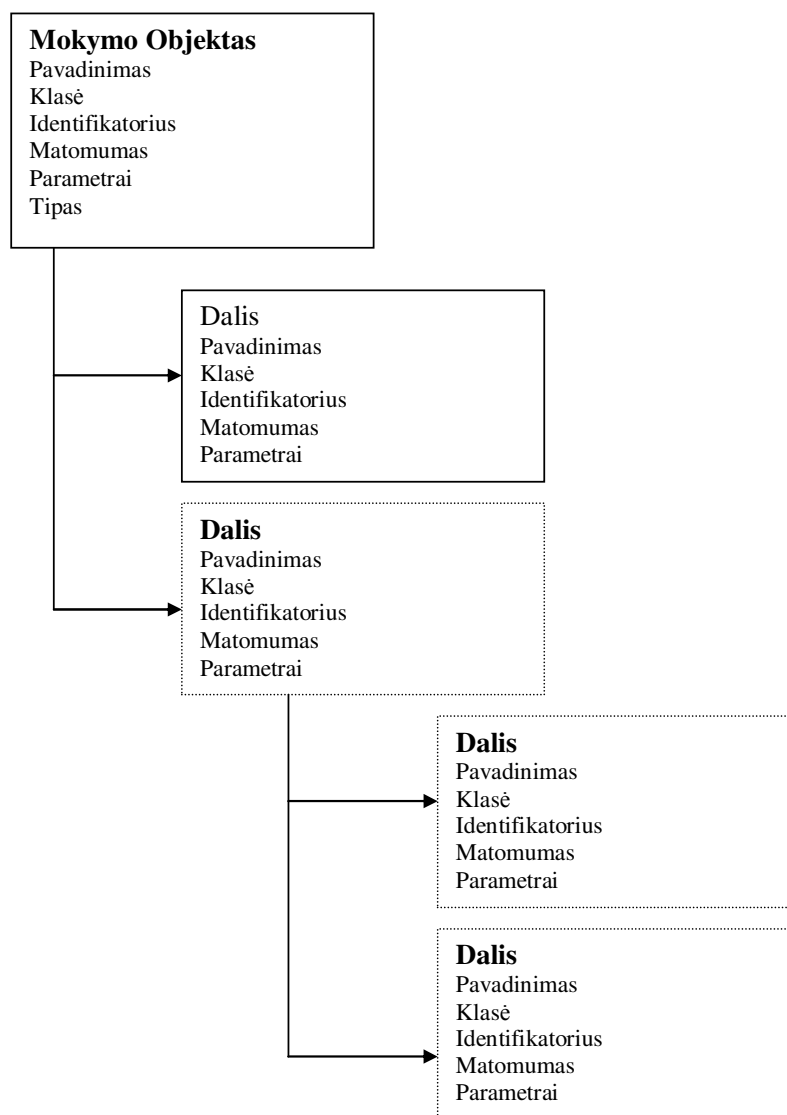 Mokymo Objektas
Pavadinimas
Klasė
Identifikatorius
Matomumas
Parametrai
Tipas
Dalis
Pavadinimas
Klasė
Identifikatorius
Matomumas
Parametrai
Dalis
Pavadinimas
Klasė
Identifikatorius
Matomumas
Parametrai
Dalis
Pavadinimas
Klasė
Identifikatorius
Matomumas
Parametrai
Dalis
Pavadinimas
Klasė
Identifikatorius
Matomumas
Parametrai